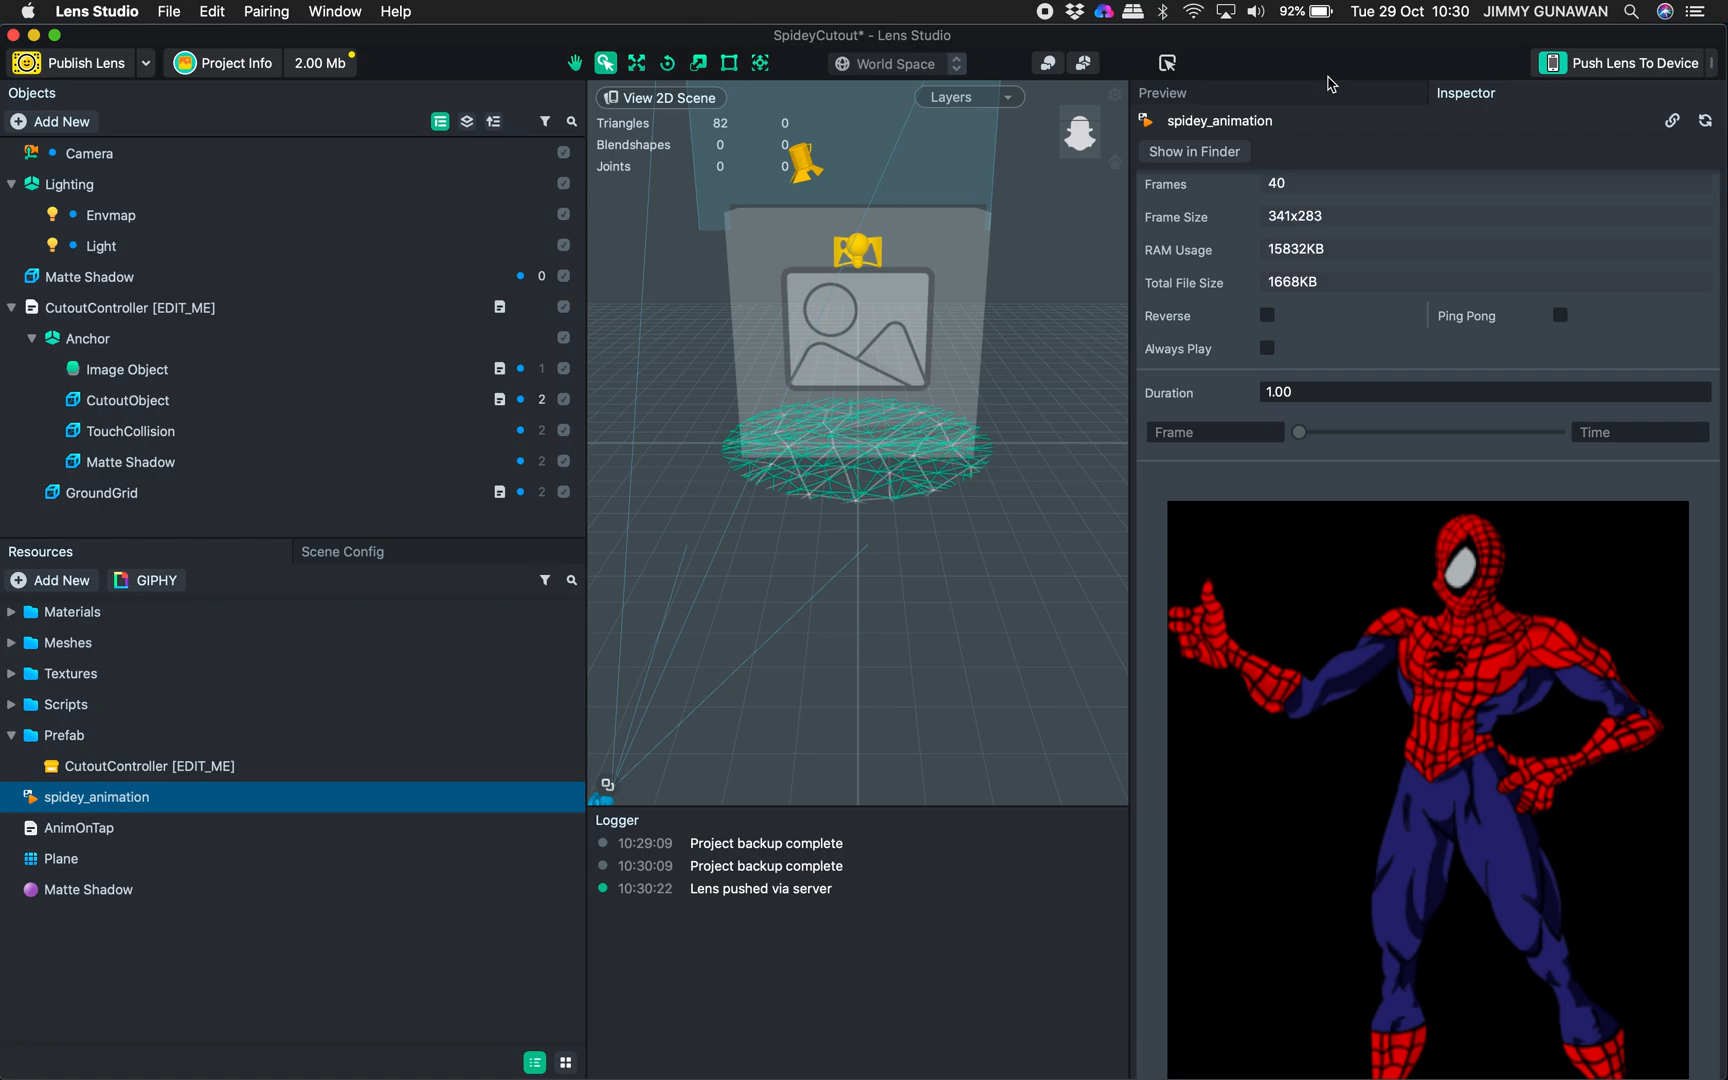 Lens Studio File Edit Pairing Window Help 92% Tue 29 Oct 10:30 JIMMY GUNAWAN
SpideyCutout* - Lens Studio
Publish Lens Project Info 2.00 Mb World Space Push Lens To Device
Objects
Add New
Camera
Lighting
Envmap
Light
Matte Shadow 0
CutoutController [EDIT_ME]
Anchor
Image Object 1
CutoutObject 2
TouchCollision 2
Matte Shadow 2
GroundGrid 2
Resources Scene Config
Add New GIPHY
Materials
Meshes
Textures
Scripts
Prefab
CutoutController [EDIT_ME]
spidey_animation
AnimOnTap
Plane
Matte Shadow
View 2D Scene Layers
Triangles 82 0
Blendshapes 0 0
Joints 0 0
Logger
10:29:09 Project backup complete
10:30:09 Project backup complete
10:30:22 Lens pushed via server
Preview Inspector
spidey_animation
Show in Finder
Frames 40
Frame Size 341x283
RAM Usage 15832KB
Total File Size 1668KB
Reverse Ping Pong
Always Play
Duration 1.00
Frame Time